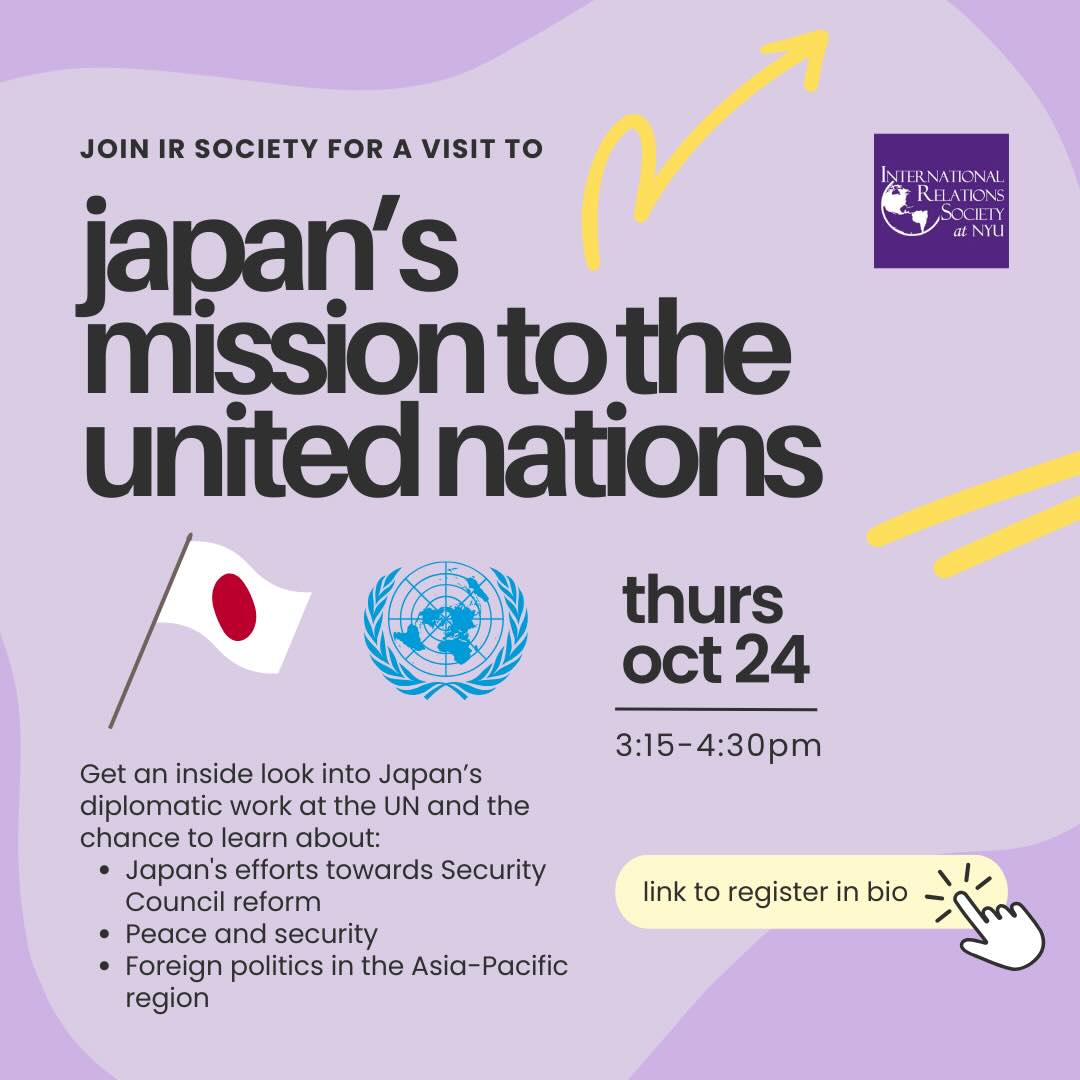 JOIN IR SOCIETY FOR A VISIT TO
japan’s
mission to the
united nations
INTERNATIONAL
RELATIONS
SOCIETY
at NYU
thurs
oct 24
3:15-4:30pm
Get an inside look into Japan’s
diplomatic work at the UN and the
chance to learn about:
• Japan's efforts towards Security
Council reform
• Peace and security
• Foreign politics in the Asia-Pacific
region
link to register in bio